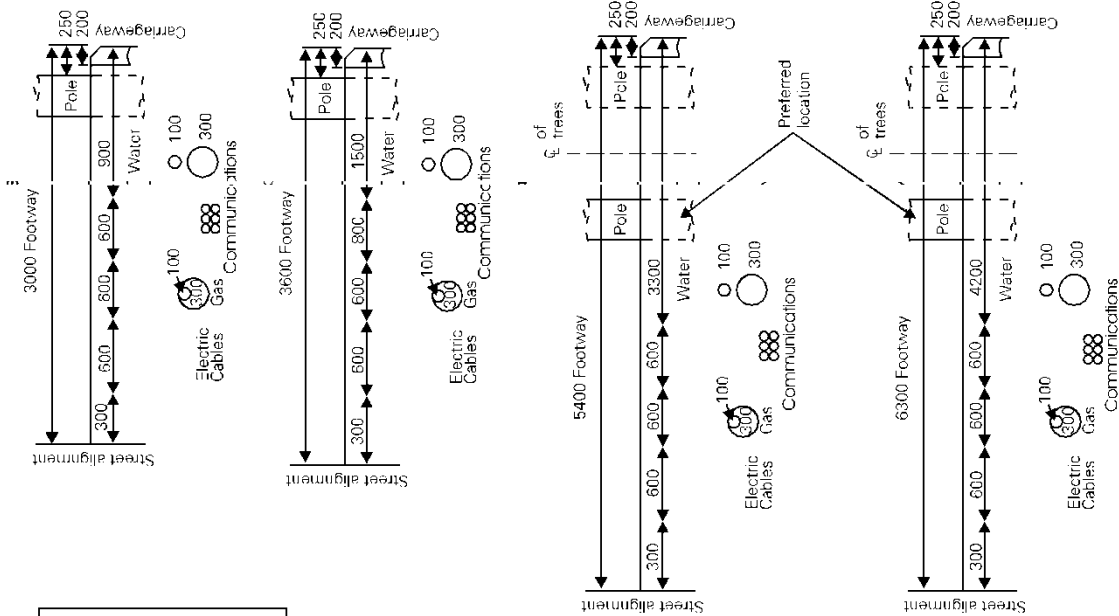 3000 Footway
250
200
Carriageway
Pole
Street alignment
300
600
600
600
900
Water
Electric
Cables
100
300
Gas
Communications
100
300
3600 Footway
250
200
Carriageway
Pole
Street alignment
300
600
600
600
1500
Water
Electric
Cables
100
300
Gas
Communications
100
300
5400 Footway
250
200
Carriageway
Pole
Pole
℄ of
trees
Street alignment
300
600
600
600
3300
Water
Electric
Cables
100
300
Gas
Communications
100
300
Preferred
location
6300 Footway
250
200
Carriageway
Pole
Pole
℄ of
trees
Street alignment
300
600
600
600
4200
Water
Electric
Cables
100
300
Gas
Communications
100
300